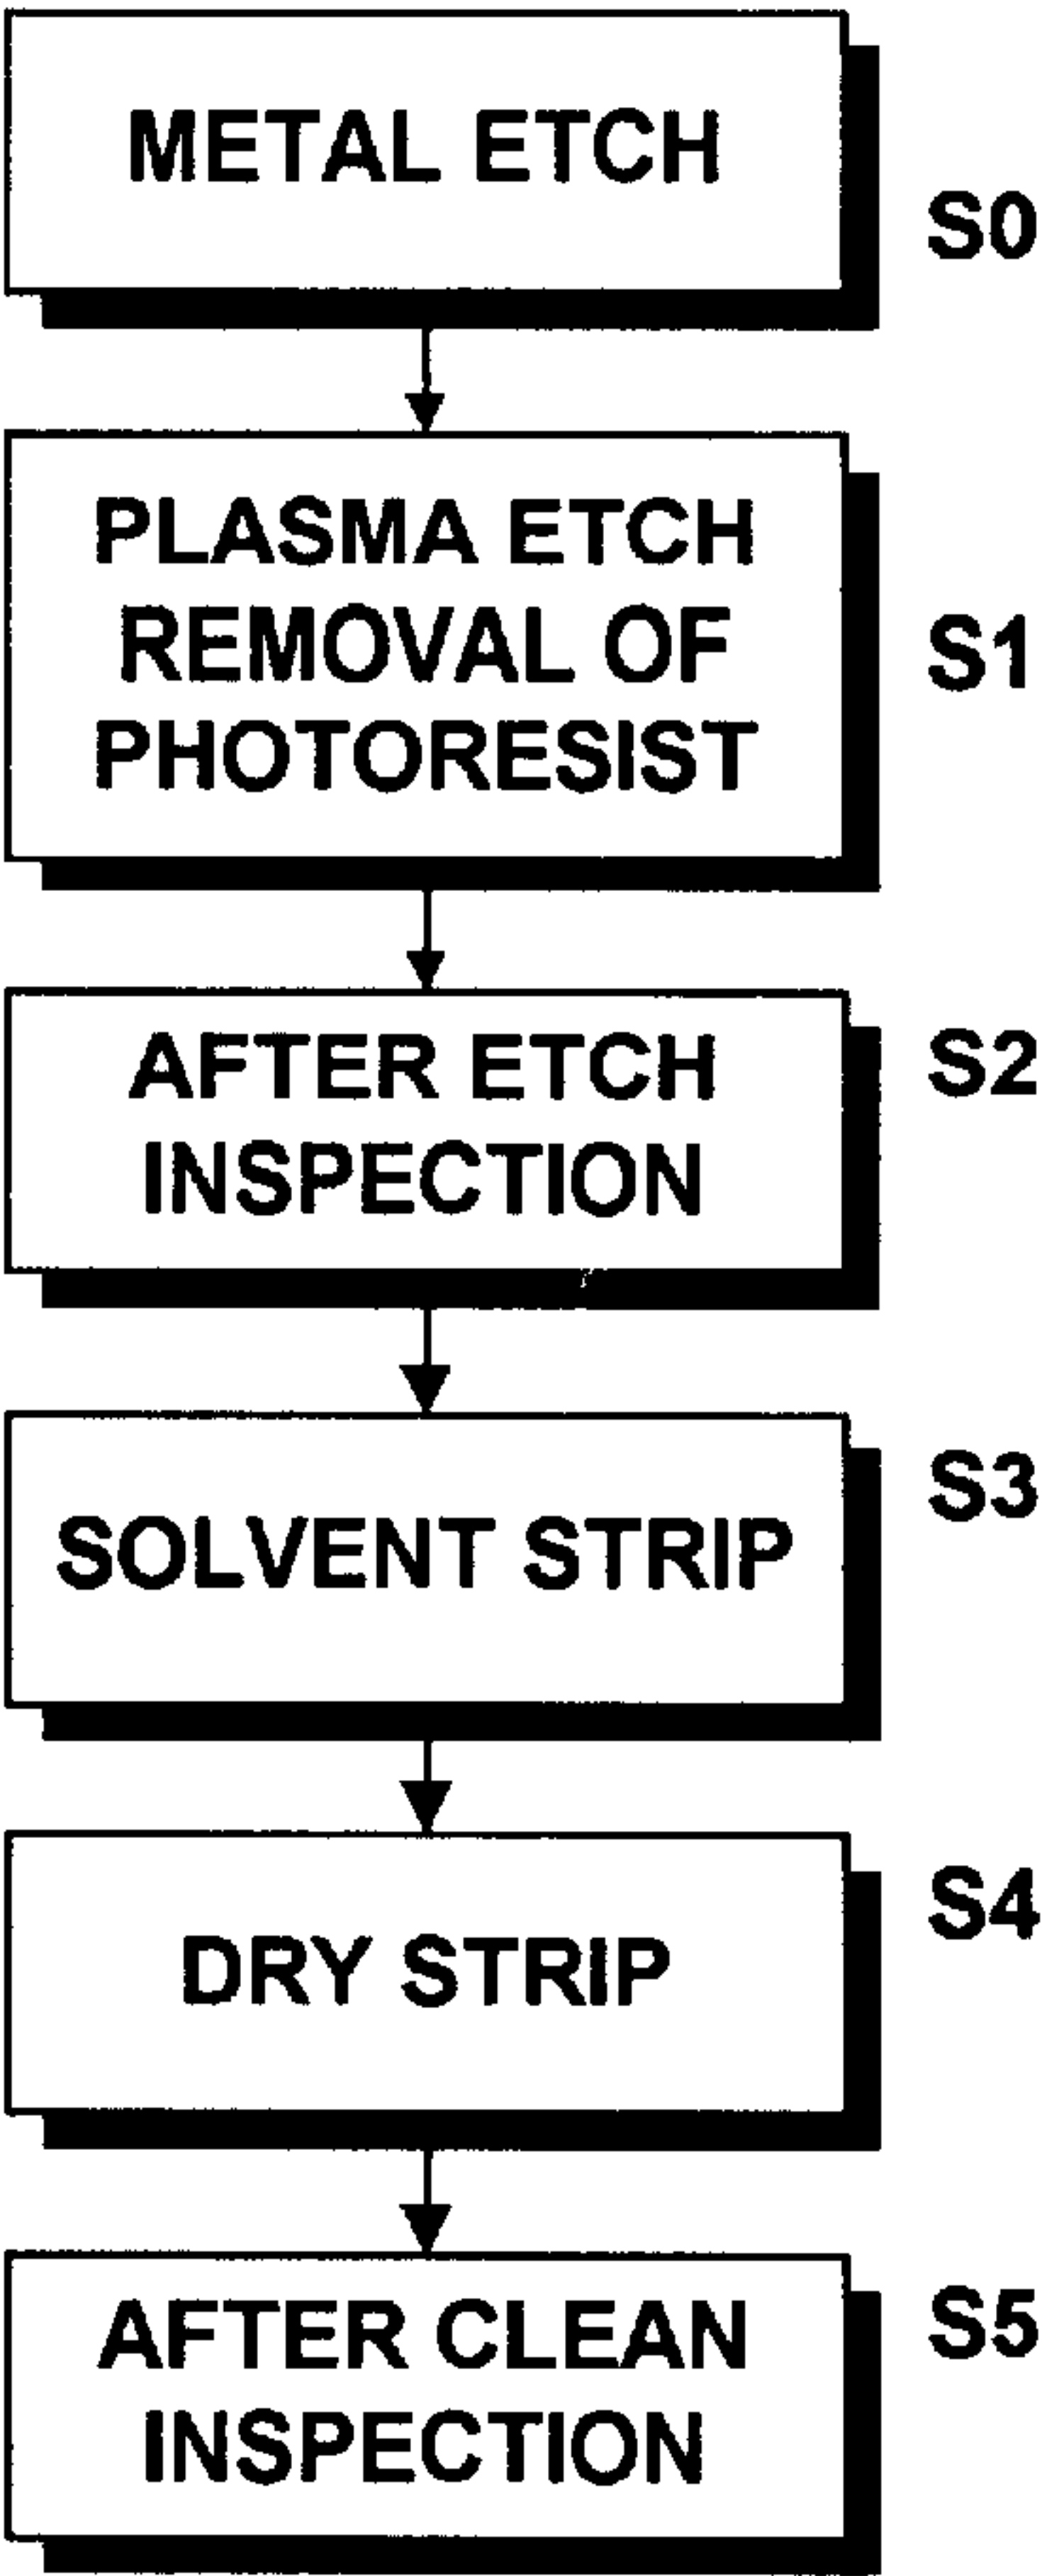 METAL ETCH
S0
PLASMA ETCH
REMOVAL OF
PHOTORESIST
S1
AFTER ETCH
INSPECTION
S2
SOLVENT STRIP
S3
DRY STRIP
S4
AFTER CLEAN
INSPECTION
S5